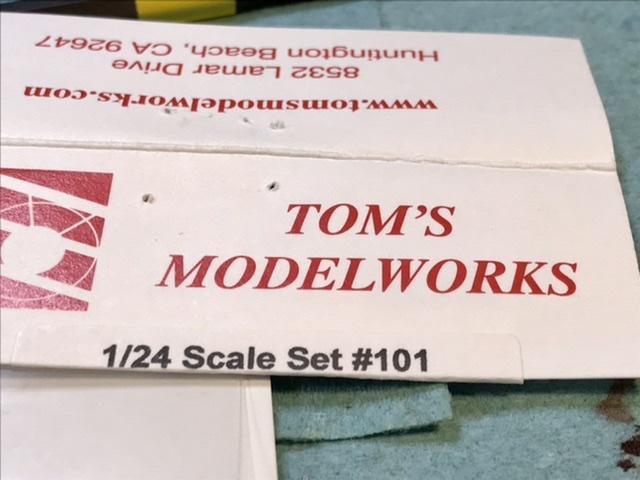 www.tomsmodelworks.com
8532 Lamar Drive
Huntington Beach, CA 92647
TOM'S
MODELWORKS
1/24 Scale Set #101